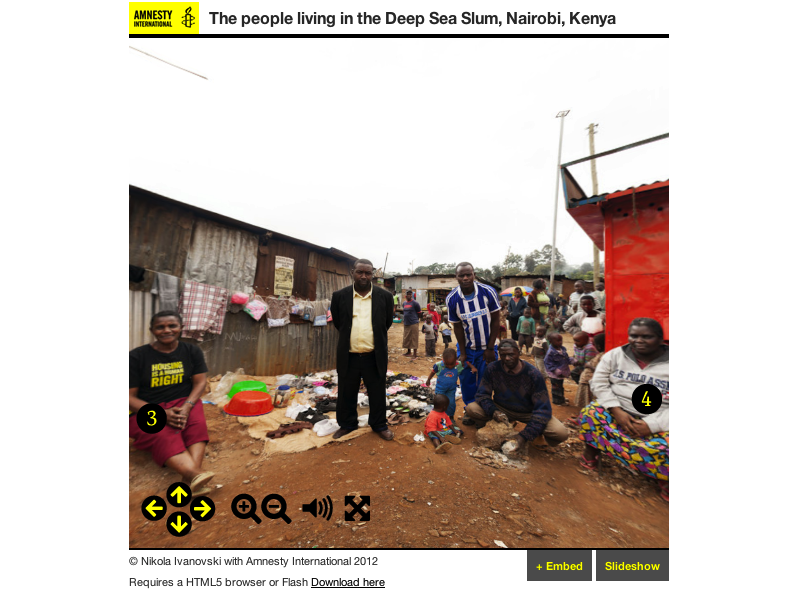 AMNESTY
INTERNATIONAL
The people living in the Deep Sea Slum, Nairobi, Kenya
HOUSING
IS A HUMAN
RIGHT
U.S. POLO ASSN
3
4
© Nikola Ivanovski with Amnesty International 2012
+ Embed
Slideshow
Requires a HTML5 browser or Flash Download here